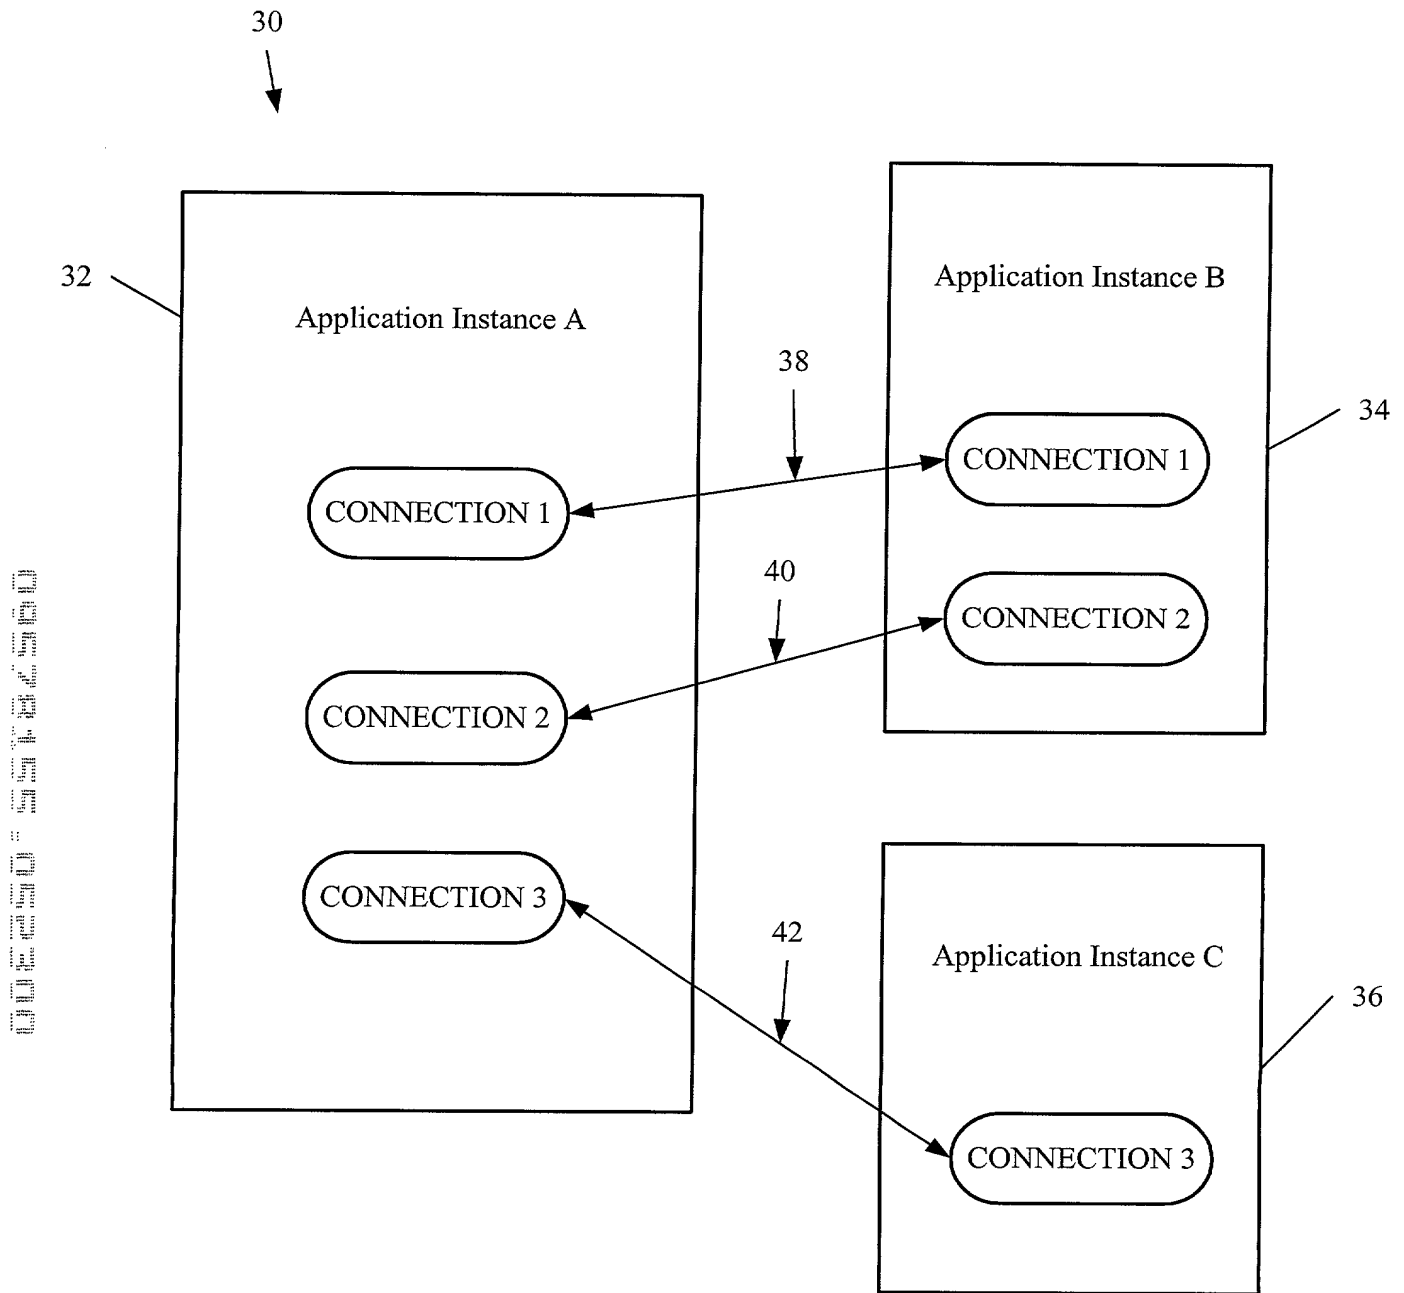 30
32
Application Instance A
Application Instance B
38
34
CONNECTION 1
CONNECTION 1
40
CONNECTION 2
CONNECTION 2
CONNECTION 3
42
Application Instance C
36
CONNECTION 3